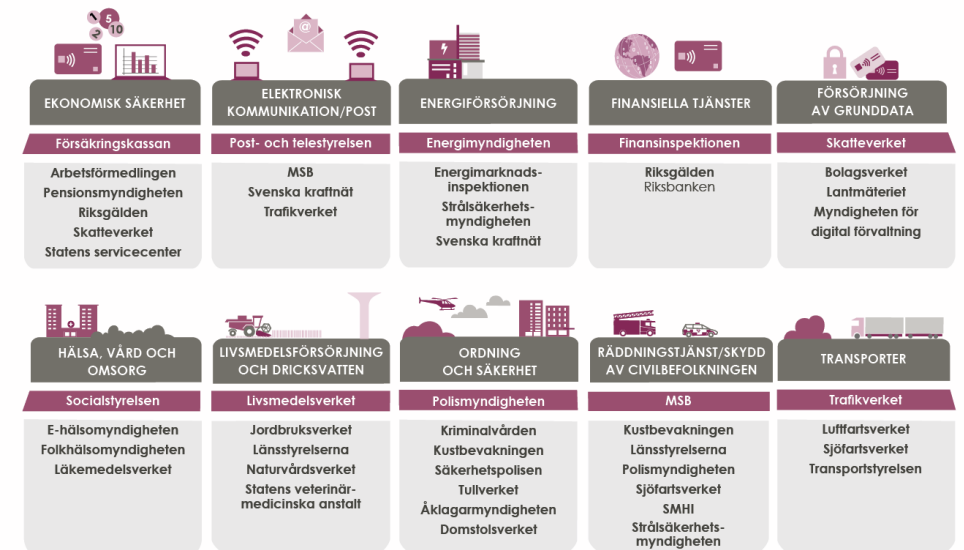 1
5
2
10
@
EKONOMISK SÄKERHET
Försäkringskassan
Arbetsförmedlingen
Pensionsmyndigheten
Riksgälden
Skatteverket
Statens servicecenter
ELEKTRONISK
KOMMUNIKATION/POST
Post- och telestyrelsen
MSB
Svenska kraftnät
Trafikverket
ENERGIFÖRSÖRJNING
Energimyndigheten
Energimarknads-
inspektionen
Strålsäkerhets-
myndigheten
Svenska kraftnät
FINANSIELLA TJÄNSTER
Finansinspektionen
Riksgälden
Riksbanken
FÖRSÖRJNING
AV GRUNDDATA
Skatteverket
Bolagsverket
Lantmäteriet
Myndigheten för
digital förvaltning
HÄLSA, VÅRD OCH
OMSORG
Socialstyrelsen
E-hälsomyndigheten
Folkhälsomyndigheten
Läkemedelsverket
LIVSMEDELSFÖRSÖRJNING
OCH DRICKSVATTEN
Livsmedelsverket
Jordbruksverket
Länsstyrelserna
Naturvårdsverket
Statens veterinär-
medicinska anstalt
ORDNING
OCH SÄKERHET
Polismyndigheten
Kriminalvården
Kustbevakningen
Säkerhetspolisen
Tullverket
Åklagarmyndigheten
Domstolsverket
RÄDDNINGSTJÄNST/SKYDD
AV CIVILBEFOLKNINGEN
MSB
Kustbevakningen
Länsstyrelserna
Polismyndigheten
Sjöfartsverket
SMHI
Strålsäkerhets-
myndigheten
TRANSPORTER
Trafikverket
Luftfartsverket
Sjöfartsverket
Transportstyrelsen